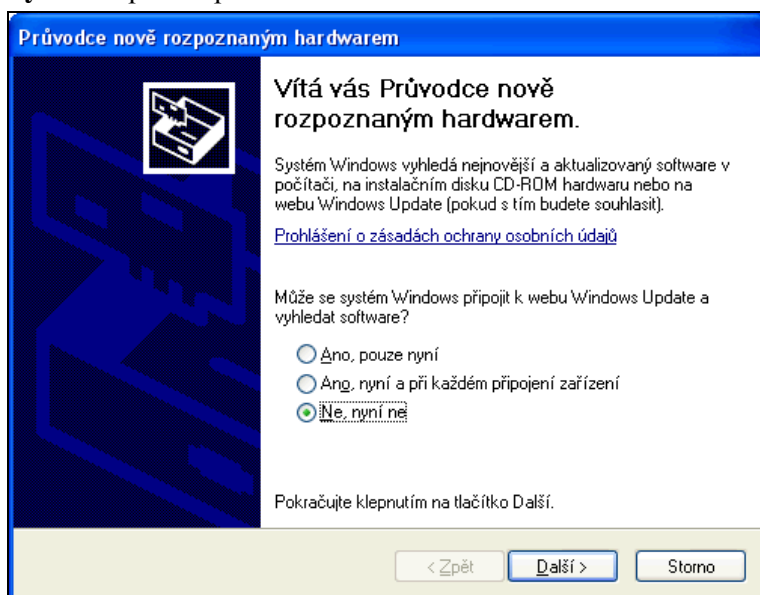 Průvodce nově rozpoznaným hardwarem
Vítá vás Průvodce nově
rozpoznaným hardwarem.
Systém Windows vyhledá nejnovější a aktualizovaný software v
počítači, na instalačním disku CD-ROM hardwaru nebo na
webu Windows Update (pokud s tím budete souhlasit).
Prohlášení o zásadách ochrany osobních údajů
Může se systém Windows připojit k webu Windows Update a
vyhledat software?
Ano, pouze nyní
Ano, nyní a při každém připojení zařízení
Ne, nyní ne
Pokračujte klepnutím na tlačítko Další.
< Zpět
Další >
Storno